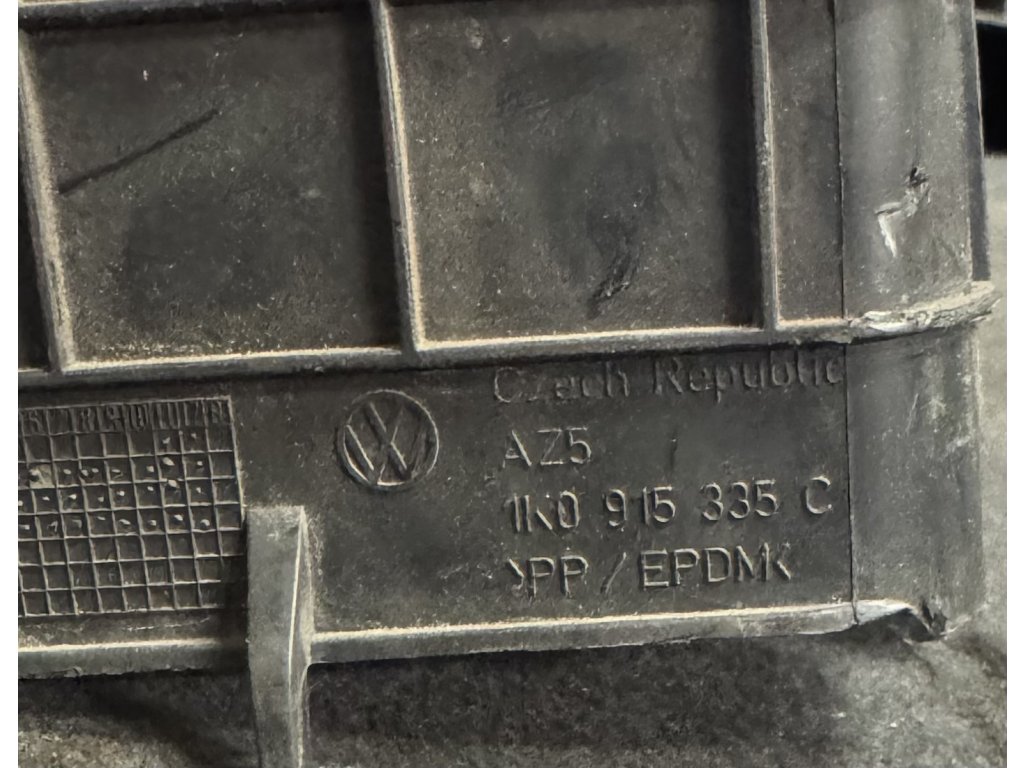 Czech Republic
AZ5
1K0 915 335 C
>PP/EPDM<